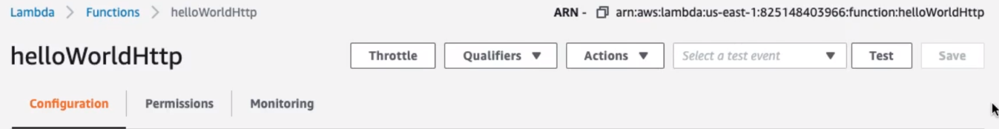 Lambda > Functions > helloWorldHttp ARN - arn:aws:lambda:us-east-1:825148403966:function:helloWorldHttp
helloWorldHttp Throttle Qualifiers Actions Select a test event Test Save
Configuration Permissions Monitoring